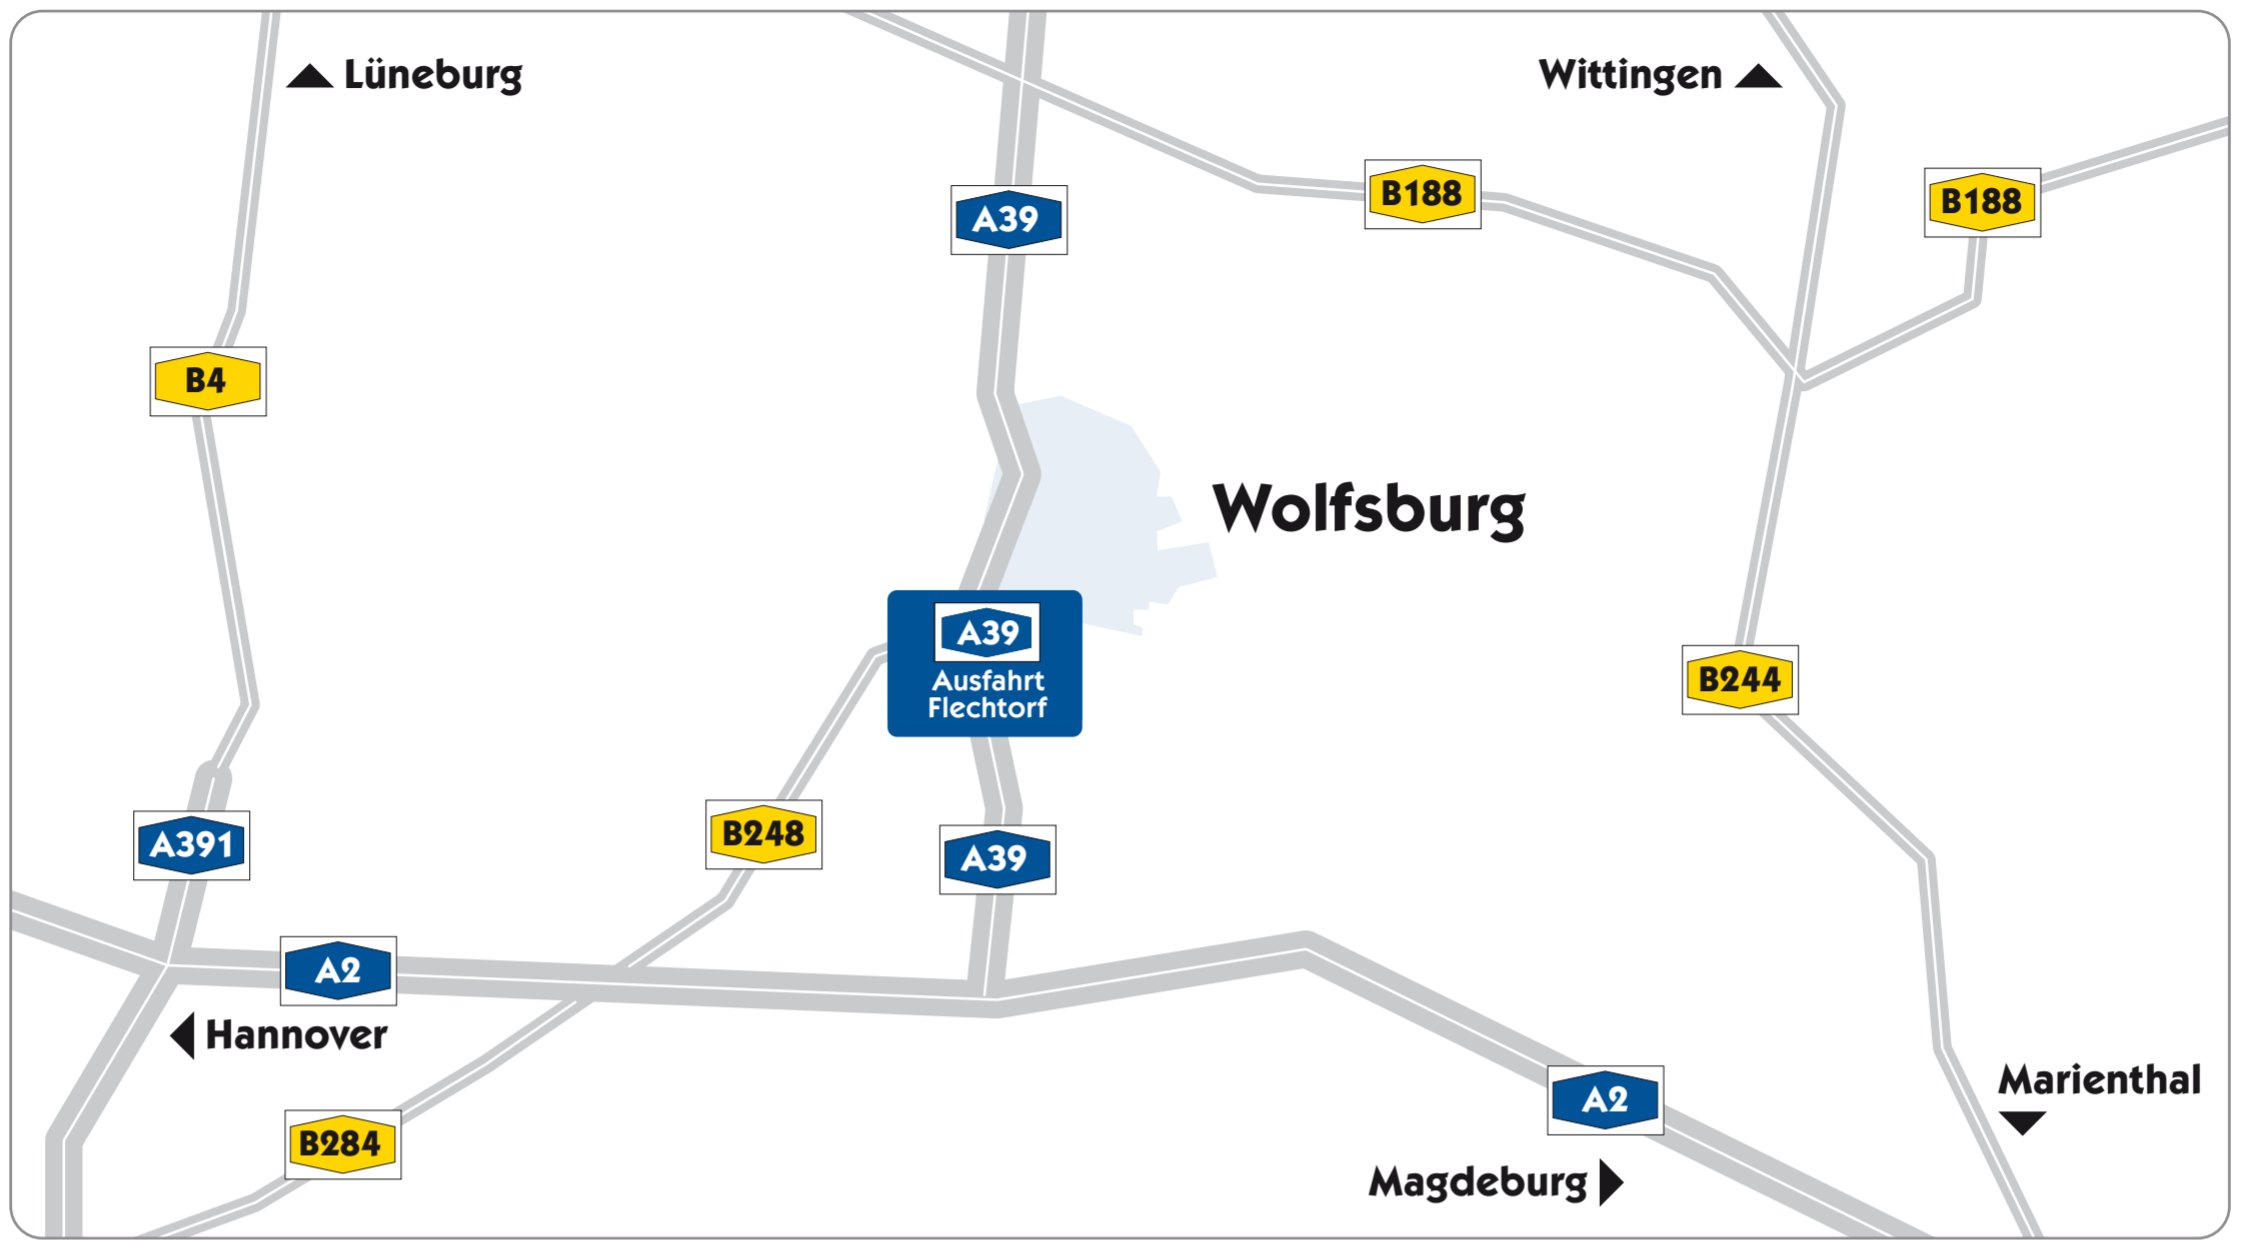 Lüneburg
Wittingen
B188
B188
A39
B4
Wolfsburg
A39
Ausfahrt
Flechtorf
B244
A391
B248
A39
A2
Hannover
Marienthal
A2
B284
Magdeburg